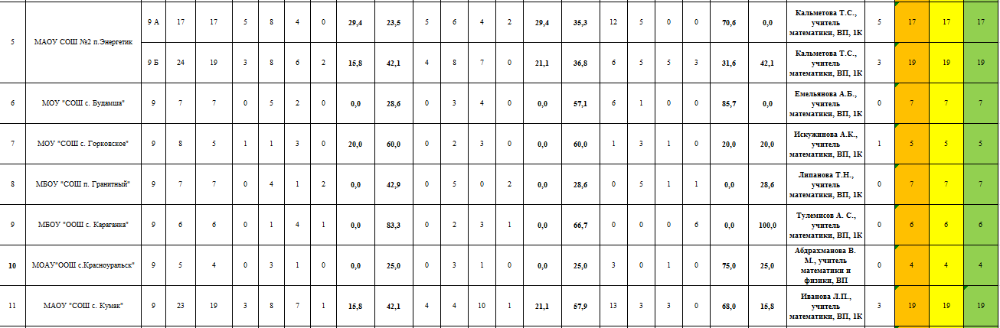 5 МАОУ СОШ №2 п.Энергетик 9 А 17 17 5 8 4 0 29,4 23,5 5 6 4 2 29,4 35,3 12 5 0 0 70,6 0,0 Кальметова Т.С., учитель математики, ВП, 1К 5 17 17 17
9 Б 24 19 3 8 6 2 15,8 42,1 4 8 7 0 21,1 36,8 6 5 5 3 31,6 42,1 Кальметова Т.С., учитель математики, ВП, 1К 3 19 19 19
6 МОУ "СОШ с. Будамша" 9 7 7 0 5 2 0 0,0 28,6 0 3 4 0 0,0 57,1 6 1 0 0 85,7 0,0 Емельянова А.Б., учитель математики, ВП, 1К 0 7 7 7
7 МОУ "СОШ с. Горковское" 9 8 5 1 1 3 0 20,0 60,0 0 2 3 0 0,0 60,0 1 3 1 0 20,0 20,0 Искужинова А.К., учитель математики, ВП, 1К 1 5 5 5
8 МБОУ "СОШ п. Гранитный" 9 7 7 0 4 1 2 0,0 42,9 0 5 0 2 0,0 28,6 0 5 1 1 0,0 28,6 Липанова Т.Н., учитель математики, ВП, 1К 0 7 7 7
9 МБОУ "ООШ с. Караганка" 9 6 6 0 1 4 1 0,0 83,3 0 2 3 1 0,0 66,7 0 0 0 6 0,0 100,0 Тулемисов А. С., учитель математики, ВП, 1К 0 6 6 6
10 МОАУ"ООШ с.Красноуральск" 9 5 4 0 3 1 0 0,0 25,0 0 3 1 0 0,0 25,0 3 0 1 0 75,0 25,0 Абдрахманова В. М., учитель математики и физики, ВП 0 4 4 4
11 МАОУ "СОШ с. Кумак" 9 23 19 3 8 7 1 15,8 42,1 4 4 10 1 21,1 57,9 13 3 3 0 68,0 15,8 Иванова Л.П., учитель математики, ВП, 1К 3 19 19 19